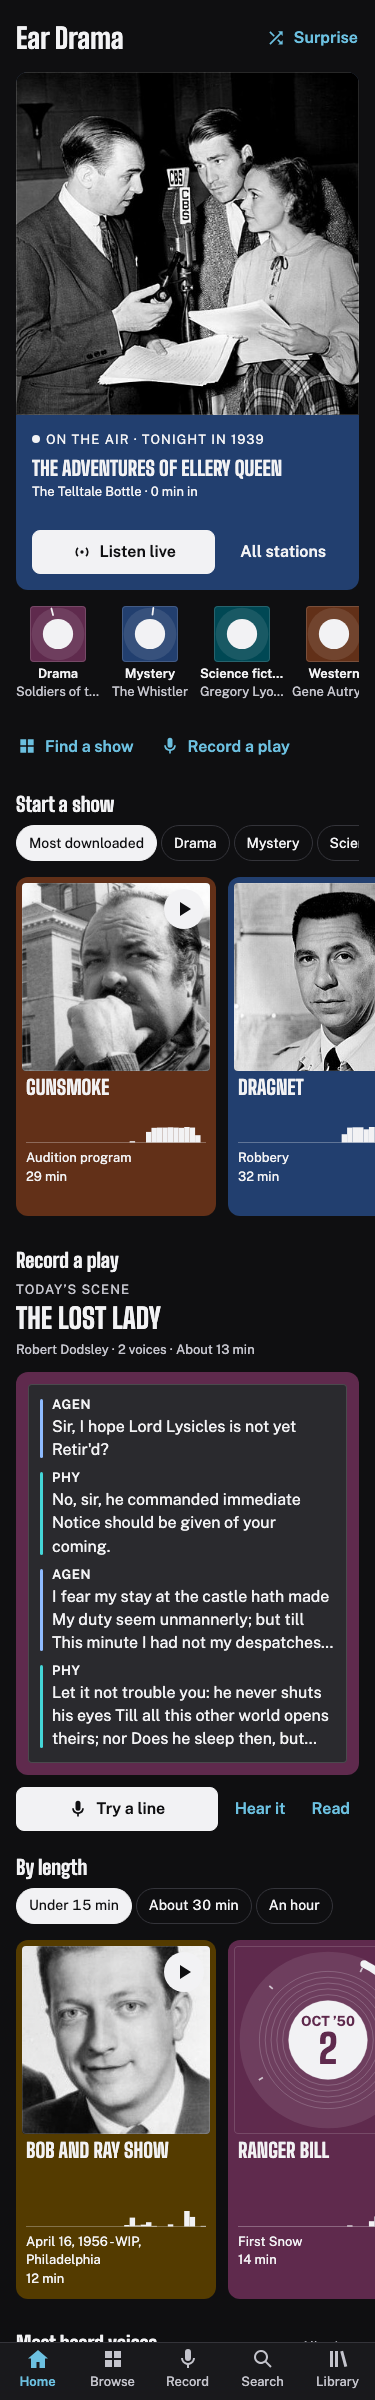 Ear Drama
Surprise
CBS
CBS
ON THE AIR · TONIGHT IN 1939
THE ADVENTURES OF ELLERY QUEEN
The Telltale Bottle · 0 min in
Listen live
All stations
Drama
Mystery
Science fict...
Western
Soldiers of t...
The Whistler
Gregory Lyo...
Gene Autry
Find a show
Record a play
Start a show
Most downloaded
Drama
Mystery
Scie
GUNSMOKE
DRAGNET
Audition program
29 min
Robbery
32 min
Record a play
TODAY'S SCENE
THE LOST LADY
Robert Dodsley · 2 voices · About 13 min
AGEN
Sir, I hope Lord Lysicles is not yet
Retir'd?
PHY
No, sir, he commanded immediate
Notice should be given of your
coming.
AGEN
I fear my stay at the castle hath made
My duty seem unmannerly; but till
This minute I had not my despatches...
PHY
Let it not trouble you: he never shuts
his eyes Till all this other world opens
theirs; nor Does he sleep then, but...
Try a line
Hear it
Read
By length
Under 15 min
About 30 min
An hour
OCT '50
2
BOB AND RAY SHOW
RANGER BILL
April 16, 1956 - WIP,
Philadelphia
12 min
First Snow
14 min
Most heard voices
Home
Browse
Record
Search
Library